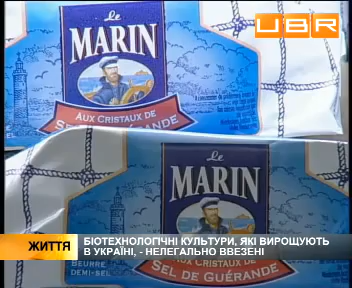 UBR
Le
MARIN
AUX CRISTAUX DE
SEL DE GUÉRANDE
Le
MARIN
AUX CRISTAUX DE
SEL DE GUÉRANDE
BEURRE
DEMI-SEL
ЖИТТЯ
БІОТЕХНОЛОГІЧНІ КУЛЬТУРИ, ЯКІ ВИРОЩУЮТЬ
В УКРАЇНІ, - НЕЛЕГАЛЬНО ВВЕЗЕНІ